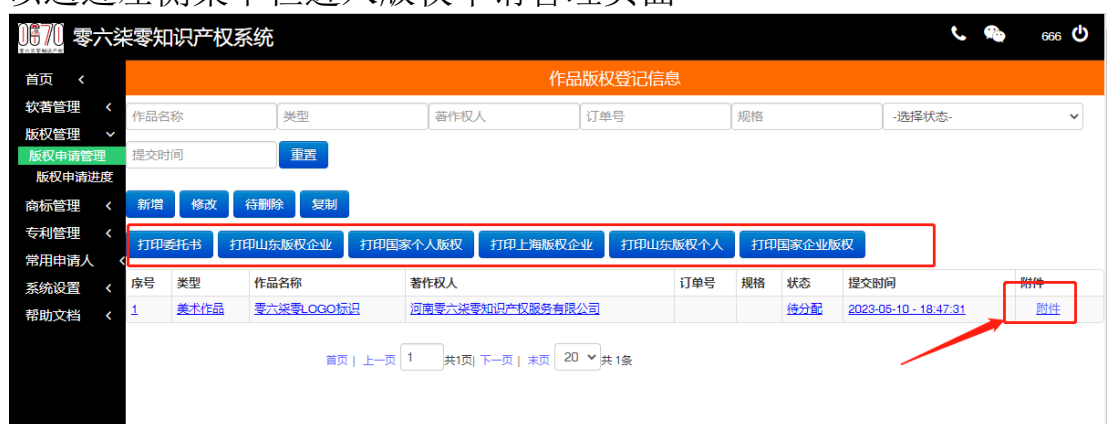 零六柒零知识产权系统
666
首页
软著管理
版权管理
版权申请管理
版权申请进度
商标管理
专利管理
常用申请人
系统设置
帮助文档
作品版权登记信息
作品名称 类型 著作权人 订单号 规格 -选择状态-
提交时间 重置
新增 修改 待删除 复制
打印委托书 打印山东版权企业 打印国家个人版权 打印上海版权企业 打印山东版权个人 打印国家企业版权
序号 类型 作品名称 著作权人 订单号 规格 状态 提交时间 附件
1 美术作品 零六柒零LOGO标识 河南零六柒零知识产权服务有限公司 待分配 2023-05-10 - 18:47:31 附件
首页 | 上一页 1 共1页| 下一页 | 末页 20 共 1条